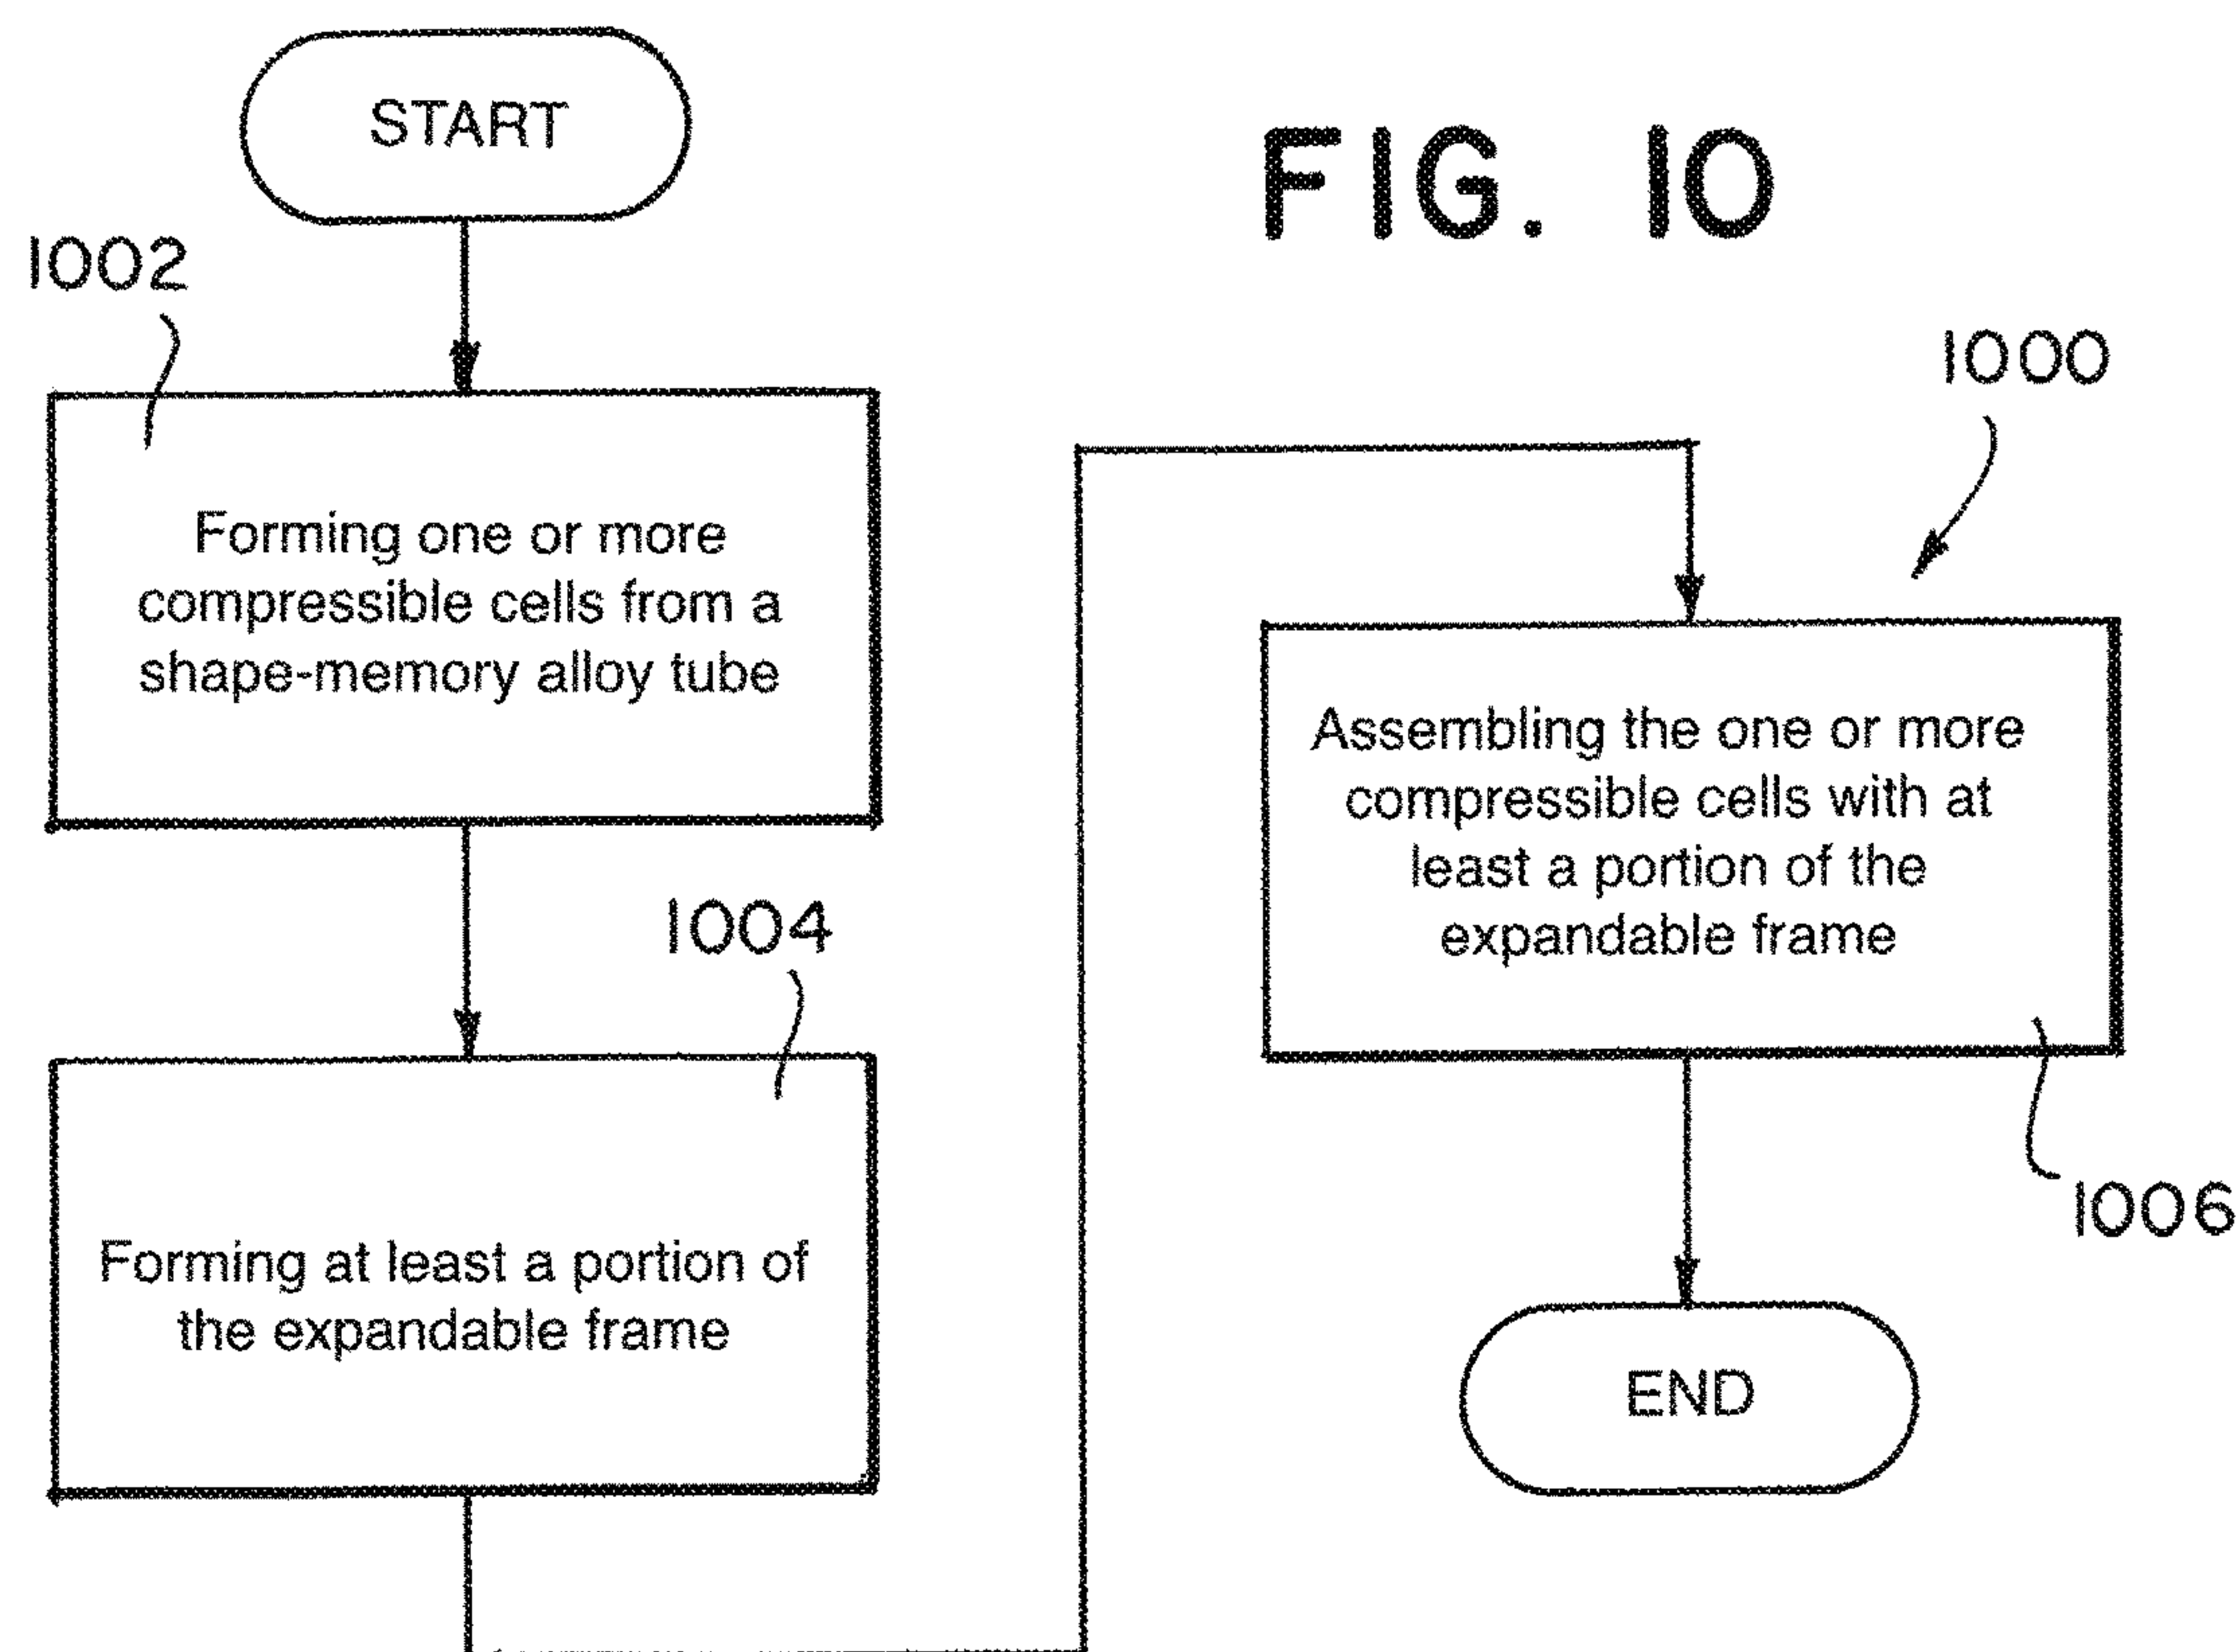 START
FIG. 10
1002
1000
Forming one or more
compressible cells from a
shape-memory alloy tube
1004
Forming at least a portion of
the expandable frame
Assembling the one or more
compressible cells with at
least a portion of the
expandable frame
1006
END